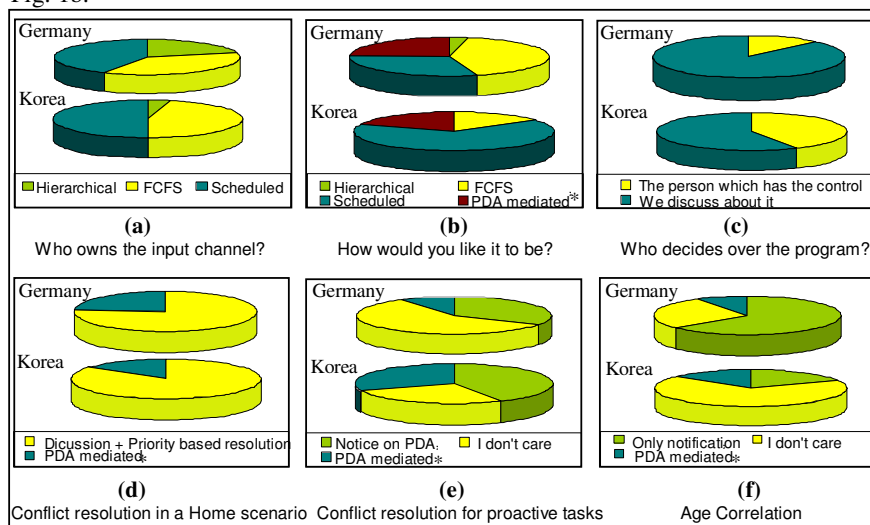 Germany
Korea
Hierarchical FCFS Scheduled
(a)
Who owns the input channel?
Germany
Korea
Hierarchical FCFS
Scheduled PDA mediated*
(b)
How would you like it to be?
Germany
Korea
The person which has the control
We discuss about it
(c)
Who decides over the program?
Germany
Korea
Dicussion + Priority based resolution
PDA mediated*
(d)
Conflict resolution in a Home scenario
Germany
Korea
Notice on PDA I don't care
PDA mediated*
(e)
Conflict resolution for proactive tasks
Germany
Korea
Only notification I don't care
PDA mediated*
(f)
Age Correlation